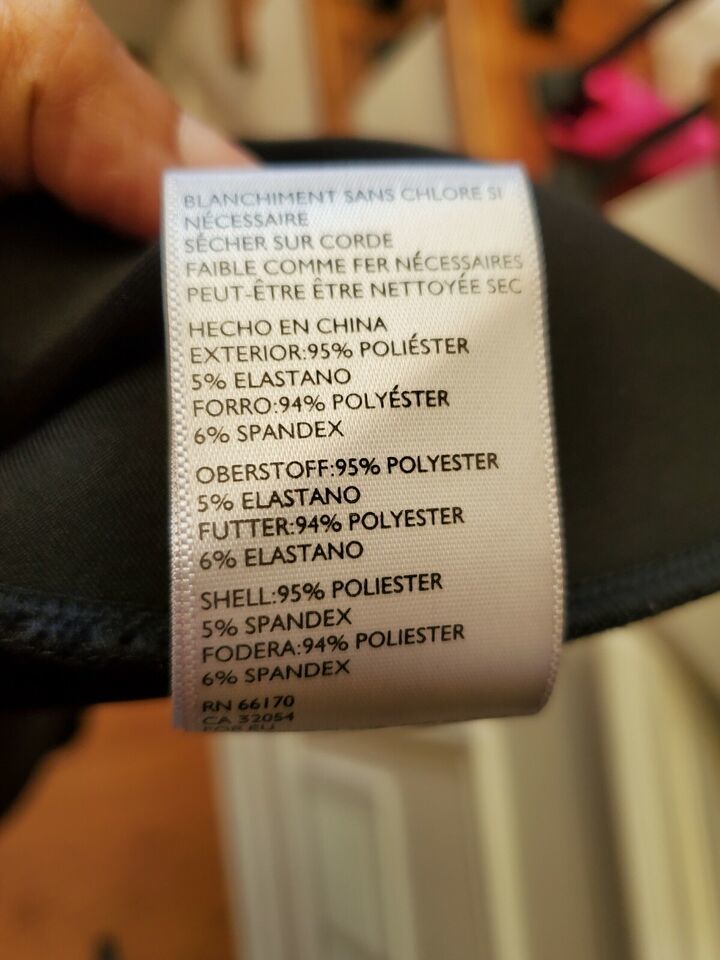 BLANCHIMENT SANS CHLORE SI
NÉCESSAIRE
SÉCHER SUR CORDE
FAIBLE COMME FER NÉCESSAIRES
PEUT-ÊTRE ÊTRE NETTOYÉE SEC
HECHO EN CHINA
EXTERIOR:95% POLIÉSTER
5% ELASTANO
FORRO:94% POLYÉSTER
6% SPANDEX
OBERSTOFF:95% POLYESTER
5% ELASTANO
FUTTER:94% POLYESTER
6% ELASTANO
SHELL:95% POLIESTER
5% SPANDEX
FODERA:94% POLIESTER
6% SPANDEX
RN 66170
CA 32054
FOR EU